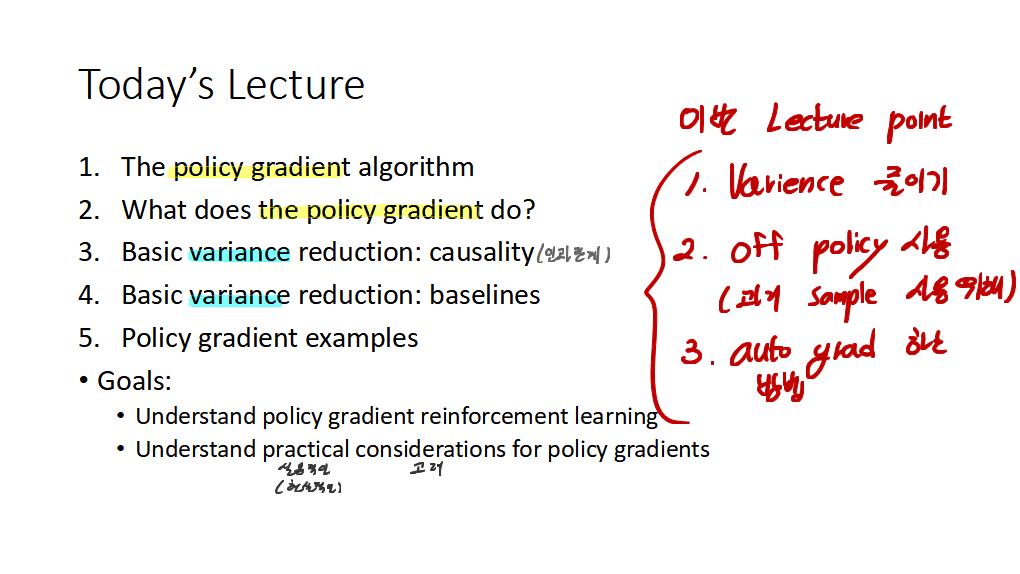 Today's Lecture
1. The policy gradient algorithm
2. What does the policy gradient do?
3. Basic variance reduction: causality (인과관계)
4. Basic variance reduction: baselines
5. Policy gradient examples
• Goals:
• Understand policy gradient reinforcement learning
• Understand practical considerations for policy gradients
실용적인 고려
(현실적인)
이번 Lecture point
1. Varience 줄이기
2. off policy 사용
(과거 sample 사용 위해)
3. auto grad 하는
방법